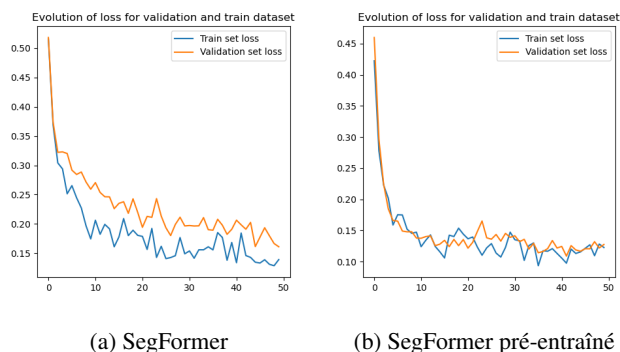 Evolution of loss for validation and train dataset
Train set loss
Validation set loss
0.50
0.45
0.40
0.35
0.30
0.25
0.20
0.15
0 10 20 30 40 50
(a) SegFormer
Evolution of loss for validation and train dataset
Train set loss
Validation set loss
0.45
0.40
0.35
0.30
0.25
0.20
0.15
0.10
0 10 20 30 40 50
(b) SegFormer pré-entraîné